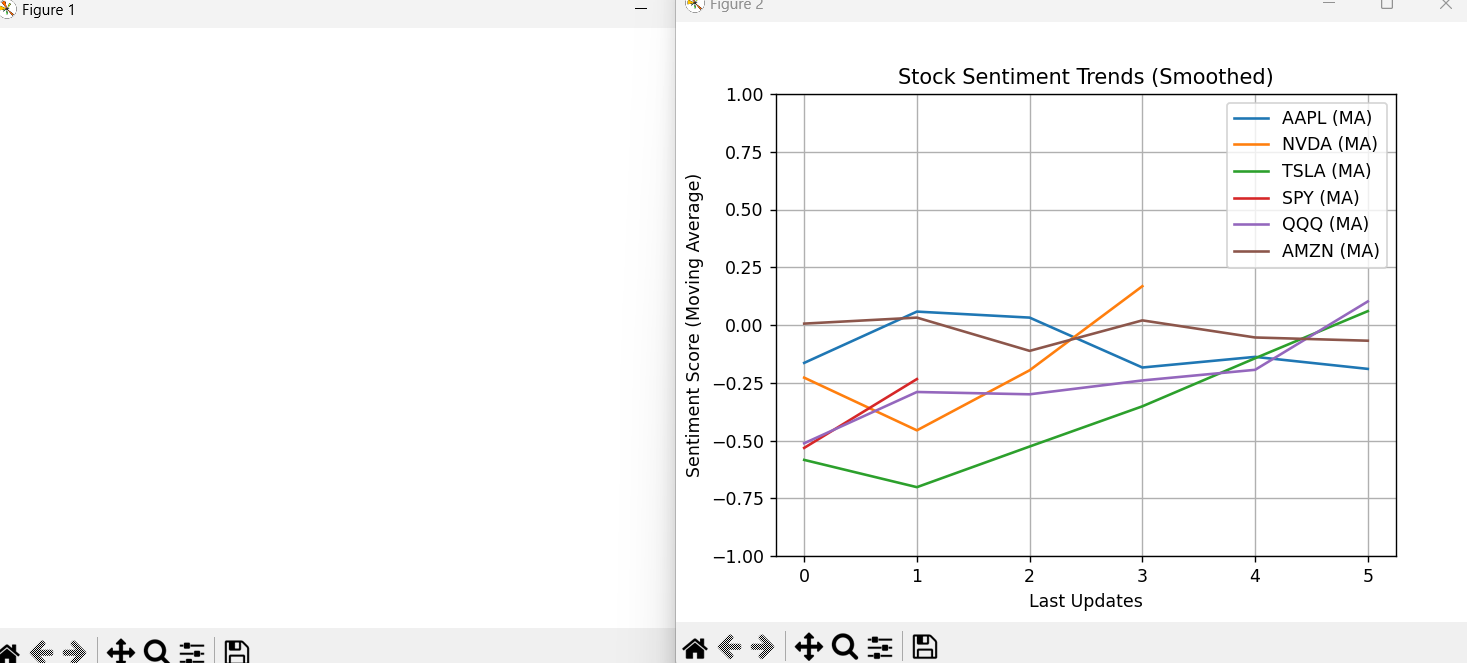 Figure 1
Figure 2
Stock Sentiment Trends (Smoothed)
1.00
0.75
0.50
0.25
0.00
−0.25
−0.50
−0.75
−1.00
Sentiment Score (Moving Average)
AAPL (MA)
NVDA (MA)
TSLA (MA)
SPY (MA)
QQQ (MA)
AMZN (MA)
0 1 2 3 4 5
Last Updates